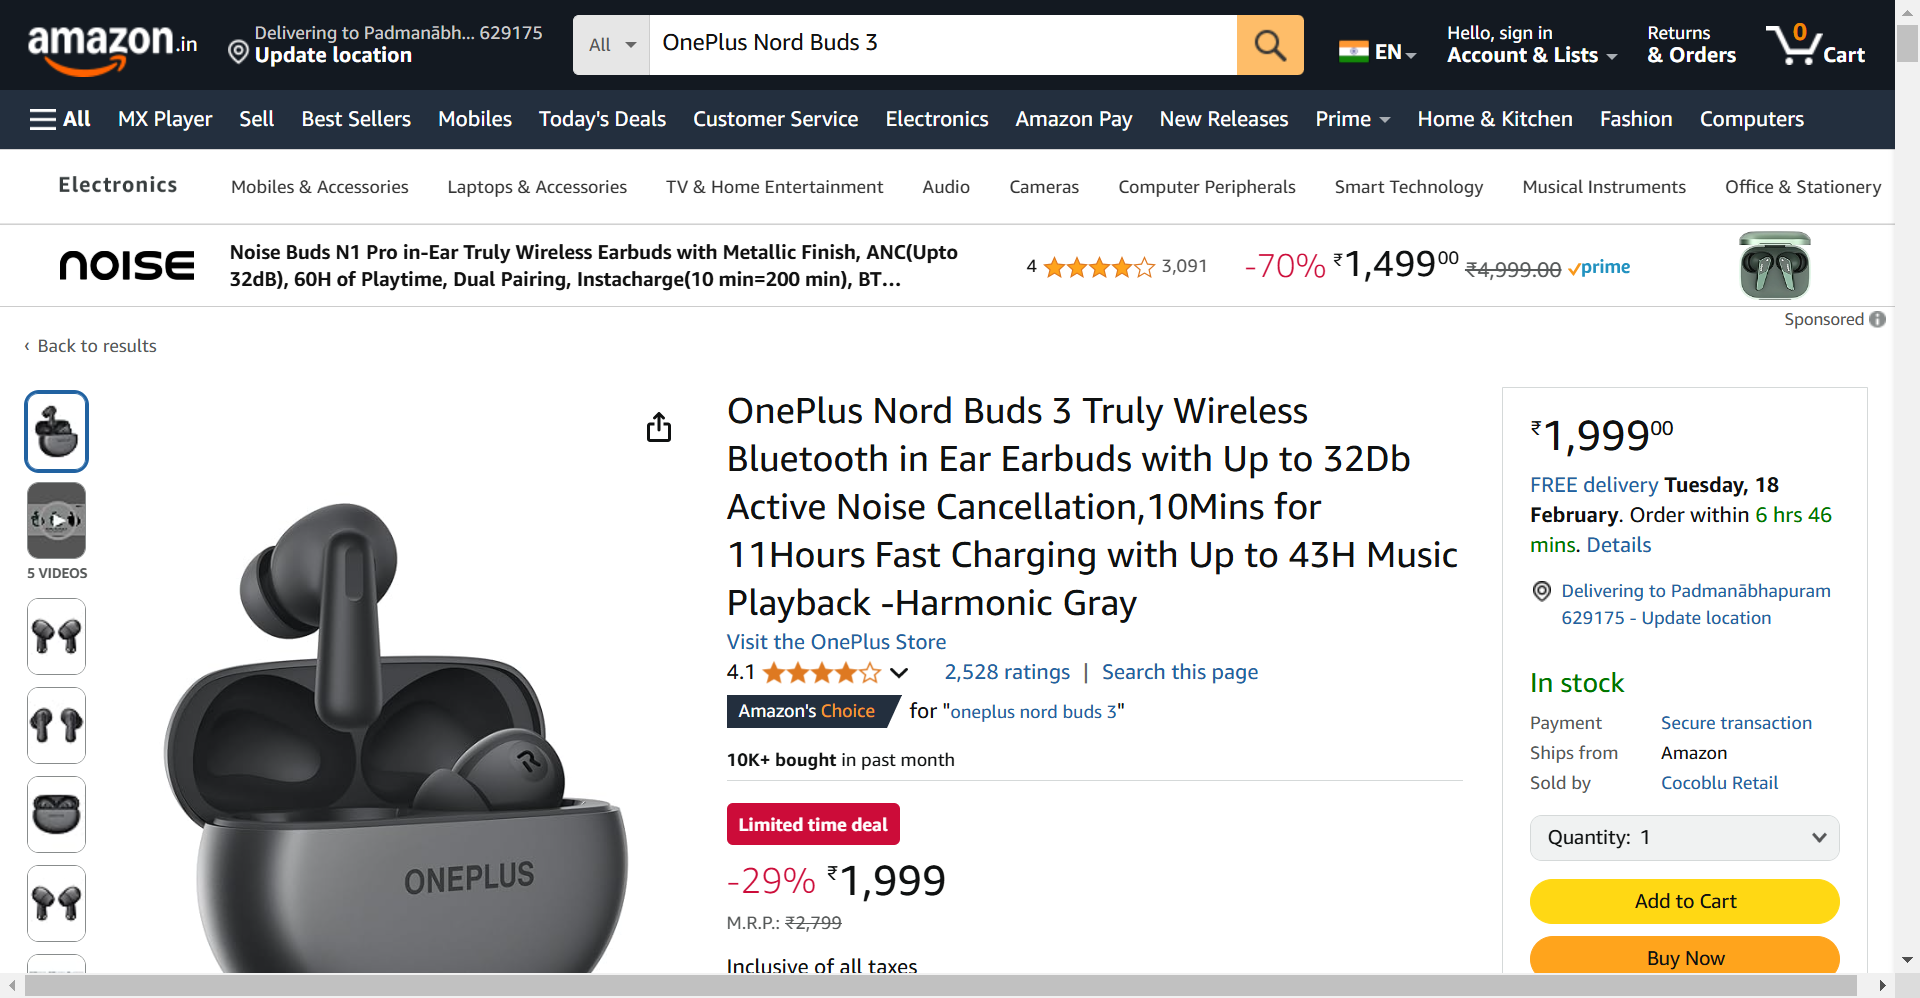 amazon.in
Delivering to Padmanābh... 629175
Update location
All
OnePlus Nord Buds 3
EN
Hello, sign in
Account & Lists
Returns
& Orders
0
Cart
All
MX Player
Sell
Best Sellers
Mobiles
Today's Deals
Customer Service
Electronics
Amazon Pay
New Releases
Prime
Home & Kitchen
Fashion
Computers
Electronics
Mobiles & Accessories
Laptops & Accessories
TV & Home Entertainment
Audio
Cameras
Computer Peripherals
Smart Technology
Musical Instruments
Office & Stationery
noise
Noise Buds N1 Pro in-Ear Truly Wireless Earbuds with Metallic Finish, ANC(Upto
32dB), 60H of Playtime, Dual Pairing, Instacharge(10 min=200 min), BT...
4
3,091
-70% ₹1,49900 ₹4,999.00 prime
Sponsored
‹ Back to results
5 VIDEOS
ONEPLUS
OnePlus Nord Buds 3 Truly Wireless
Bluetooth in Ear Earbuds with Up to 32Db
Active Noise Cancellation,10Mins for
11Hours Fast Charging with Up to 43H Music
Playback -Harmonic Gray
Visit the OnePlus Store
4.1
2,528 ratings | Search this page
Amazon's Choice for "oneplus nord buds 3"
10K+ bought in past month
Limited time deal
-29% ₹1,999
M.R.P.: ₹2,799
Inclusive of all taxes
₹1,99900
FREE delivery Tuesday, 18
February. Order within 6 hrs 46
mins. Details
Delivering to Padmanābhapuram
629175 - Update location
In stock
Payment Secure transaction
Ships from Amazon
Sold by Cocoblu Retail
Quantity: 1
Add to Cart
Buy Now